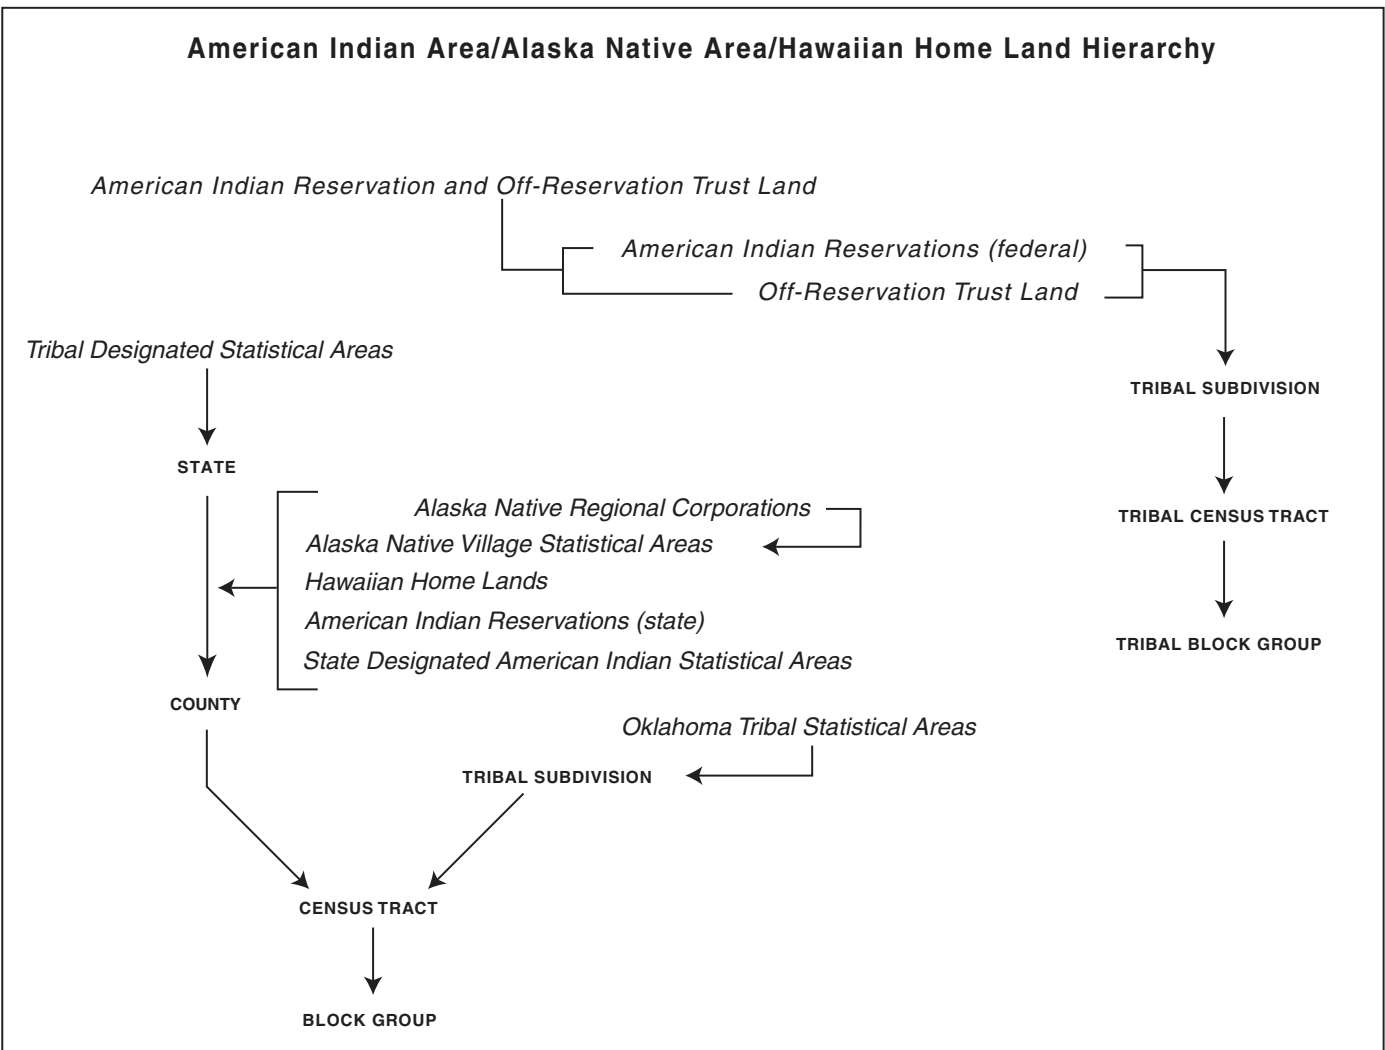 American Indian Area/Alaska Native Area/Hawaiian Home Land Hierarchy
American Indian Reservation and Off-Reservation Trust Land
American Indian Reservations (federal)
Off-Reservation Trust Land
Tribal Designated Statistical Areas
TRIBAL SUBDIVISION
STATE
Alaska Native Regional Corporations
TRIBAL CENSUS TRACT
Alaska Native Village Statistical Areas
Hawaiian Home Lands
American Indian Reservations (state)
TRIBAL BLOCK GROUP
State Designated American Indian Statistical Areas
COUNTY
Oklahoma Tribal Statistical Areas
TRIBAL SUBDIVISION
CENSUS TRACT
BLOCK GROUP